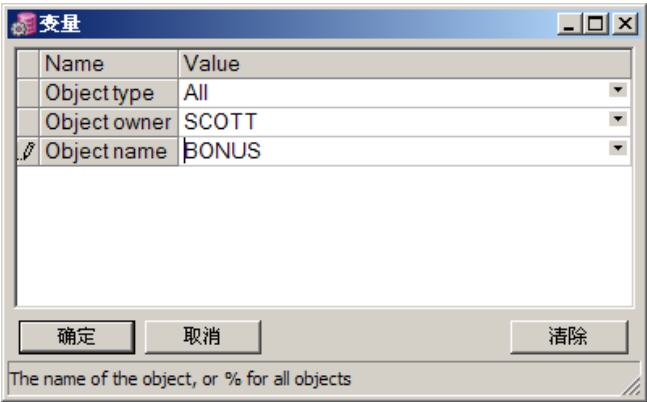 变量
Name Value
Object type All
Object owner SCOTT
Object name BONUS
确定 取消 清除
The name of the object, or % for all objects